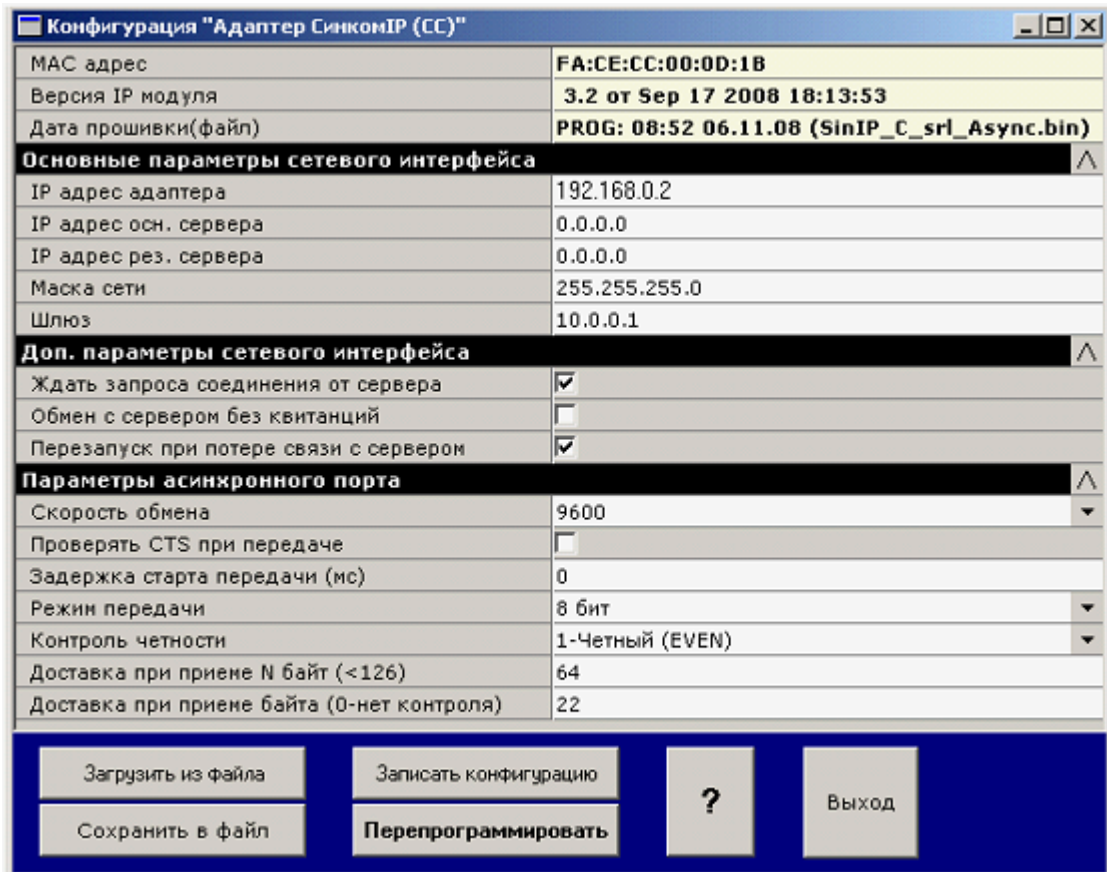 Конфигурация "Адаптер СинкомIP (СС)"
МАС адрес FA:CE:CC:00:0D:1B
Версия IP модуля 3.2 от Sep 17 2008 18:13:53
Дата прошивки(файл) PROG: 08:52 06.11.08 (SinIP_C_srl_Async.bin)
Основные параметры сетевого интерфейса
IP адрес адаптера 192.168.0.2
IP адрес осн. сервера 0.0.0.0
IP адрес рез. сервера 0.0.0.0
Маска сети 255.255.255.0
Шлюз 10.0.0.1
Доп. параметры сетевого интерфейса
Ждать запроса соединения от сервера
Обмен с сервером без квитанций
Перезапуск при потере связи с сервером
Параметры асинхронного порта
Скорость обмена 9600
Проверять CTS при передаче
Задержка старта передачи (мс) 0
Режим передачи 8 бит
Контроль четности 1-Четный (EVEN)
Доставка при приеме N байт (<126) 64
Доставка при приеме байта (0-нет контроля) 22
Загрузить из файла Записать конфигурацию ? Выход
Сохранить в файл Перепрограммировать